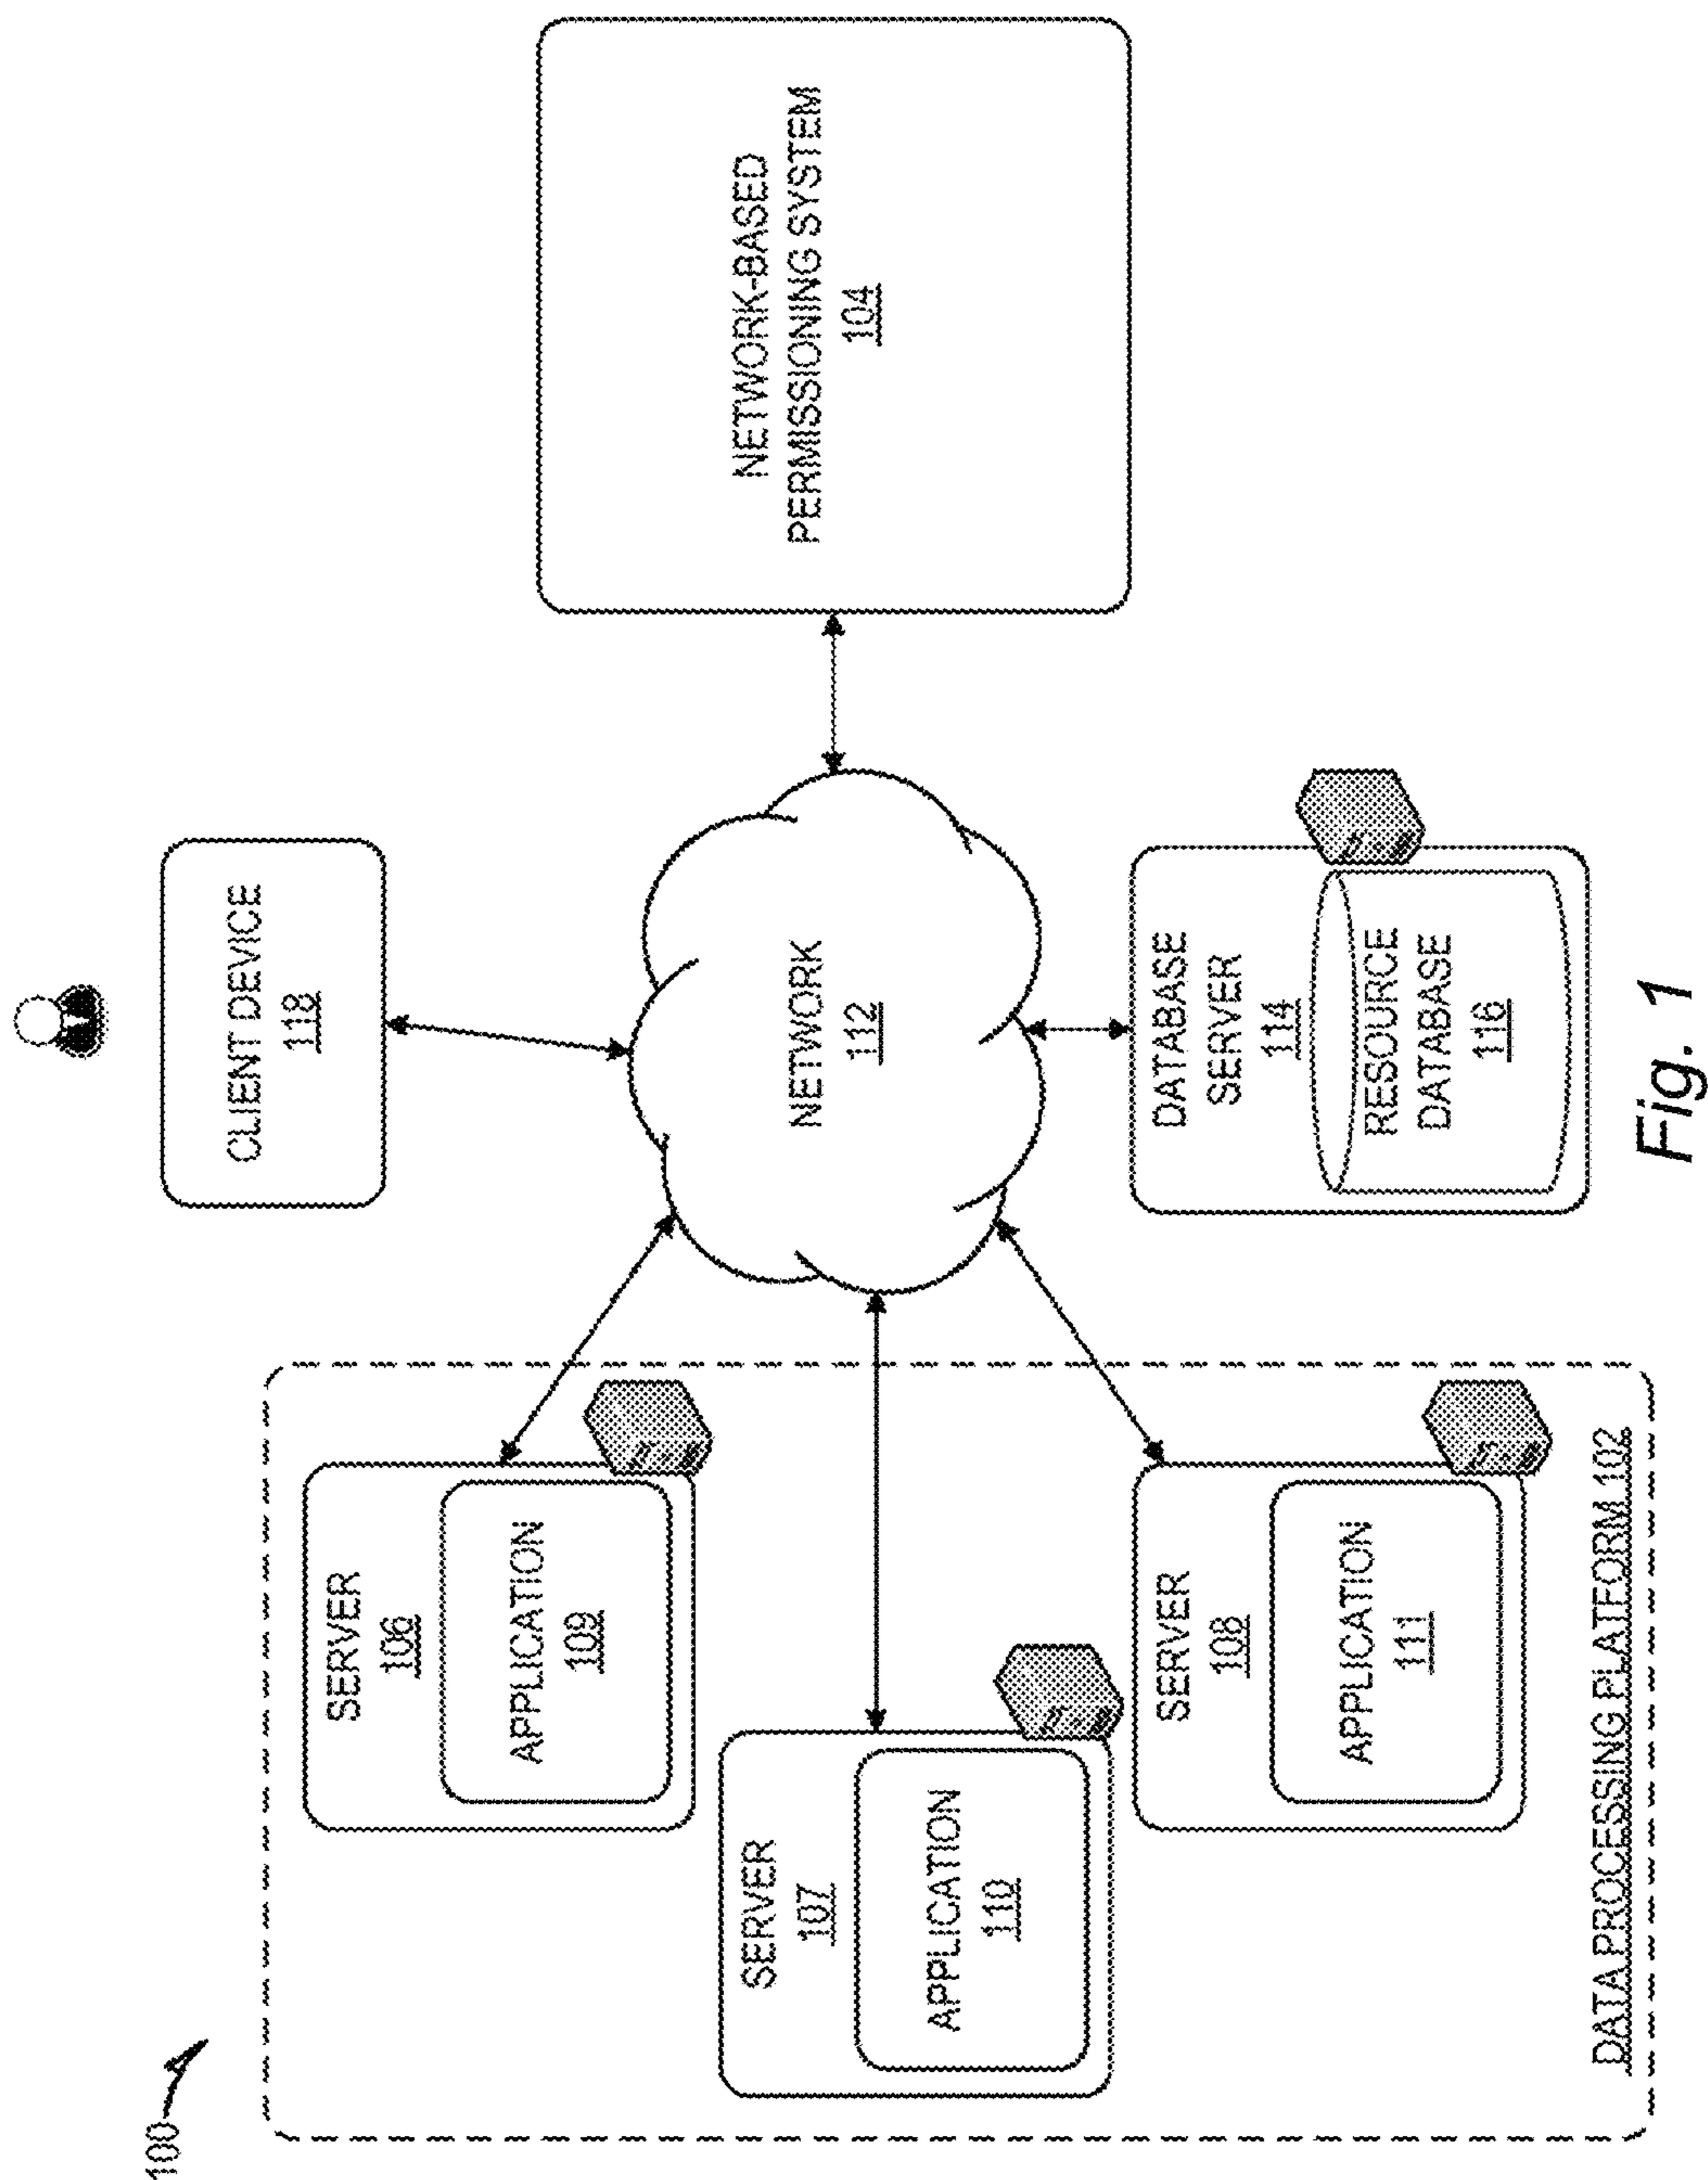 100
CLIENT DEVICE
118
SERVER
106
APPLICATION
109
SERVER
107
APPLICATION
110
SERVER
108
APPLICATION
111
DATA PROCESSING PLATFORM 102
NETWORK
112
NETWORK-BASED
PERMISSIONING SYSTEM
104
DATABASE
SERVER
114
RESOURCE
DATABASE
116
Fig. 1